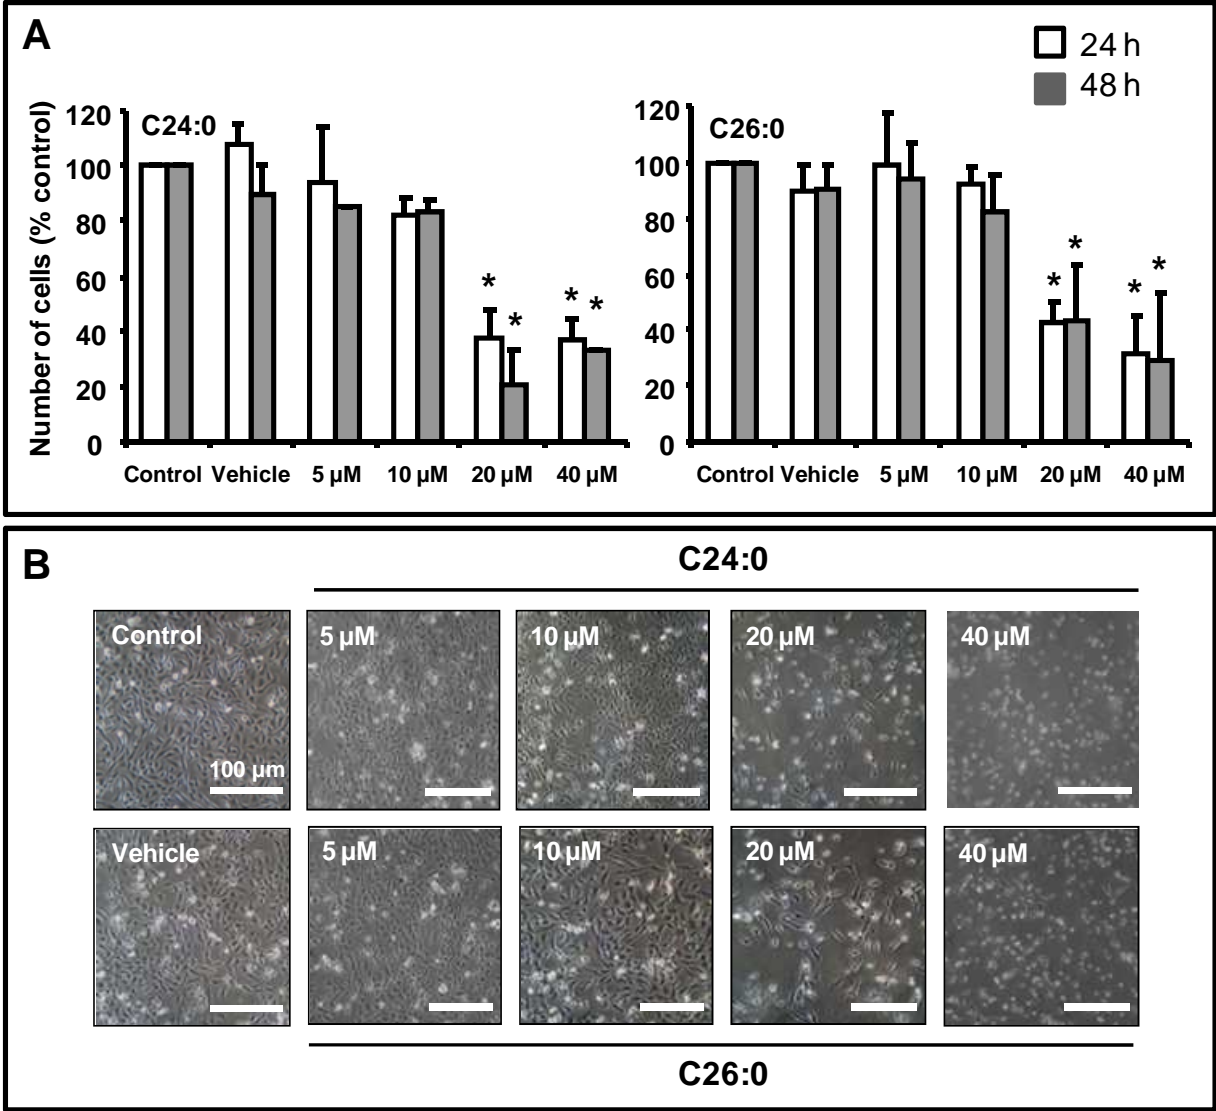 A
24 h
48 h
Number of cells (% control)
120
100
80
60
40
20
0
C24:0
* * * *
Control Vehicle 5 µM 10 µM 20 µM 40 µM
120
100
80
60
40
20
0
C26:0
* * * *
Control Vehicle 5 µM 10 µM 20 µM 40 µM
B
C24:0
Control 5 µM 10 µM 20 µM 40 µM
100 µm
Vehicle 5 µM 10 µM 20 µM 40 µM
C26:0